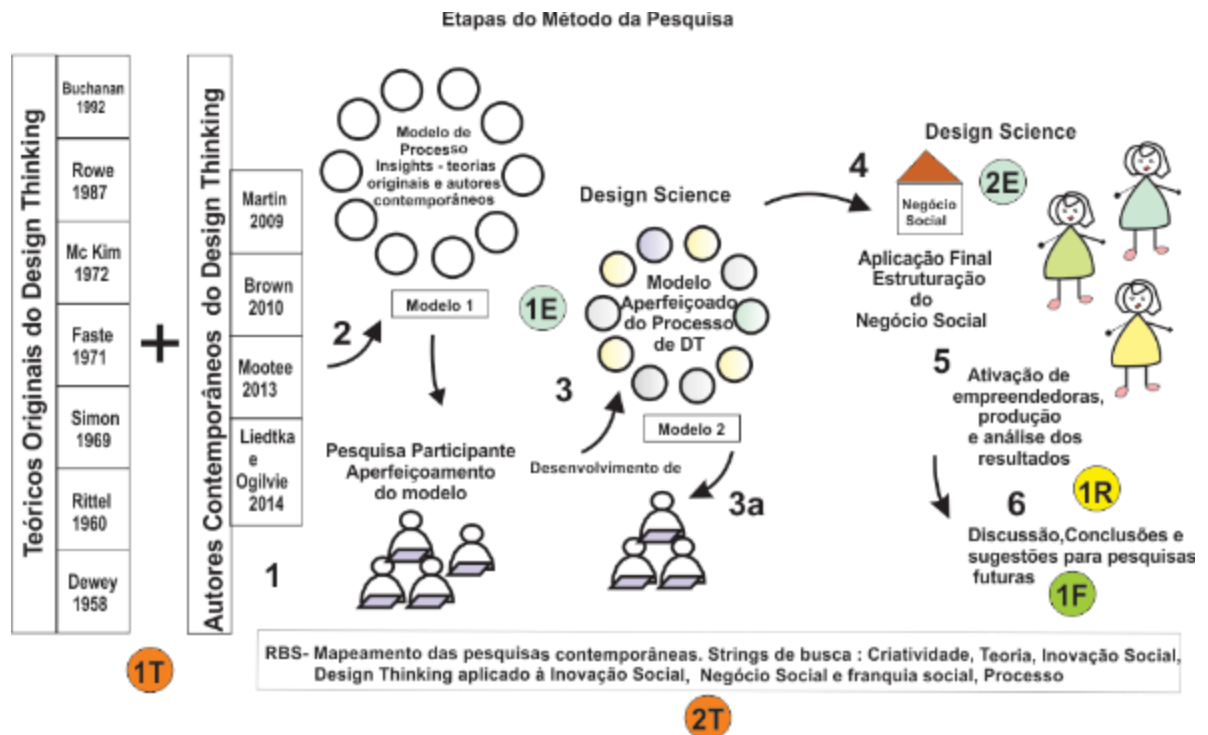 Etapas do Método da Pesquisa
Teóricos Originais do Design Thinking
Buchanan
1992
Rowe
1987
Mc Kim
1972
Faste
1971
Simon
1969
Rittel
1960
Dewey
1958
1T
+
Autores Contemporâneos do Design Thinking
Martin
2009
Brown
2010
Mootee
2013
Liedtka
e
Ogilvie
2014
1
2
Modelo de
Processo
Insights - teorias
originais e autores
contemporâneos
Modelo 1
Pesquisa Participante
Aperfeiçoamento
do modelo
1E
3
Design Science
Modelo
Aperfeiçoado
do Processo
de DT
Modelo 2
Desenvolvimento de
3a
4
Design Science
Negócio
Social
2E
Aplicação Final
Estruturação
do
Negócio Social
5
Ativação de
empreendedoras,
produção
e análise dos
resultados
1R
6
Discussão,Conclusões e
sugestões para pesquisas
futuras
1F
RBS- Mapeamento das pesquisas contemporâneas. Strings de busca : Criatividade, Teoria, Inovação Social,
Design Thinking aplicado à Inovação Social, Negócio Social e franquia social, Processo
2T